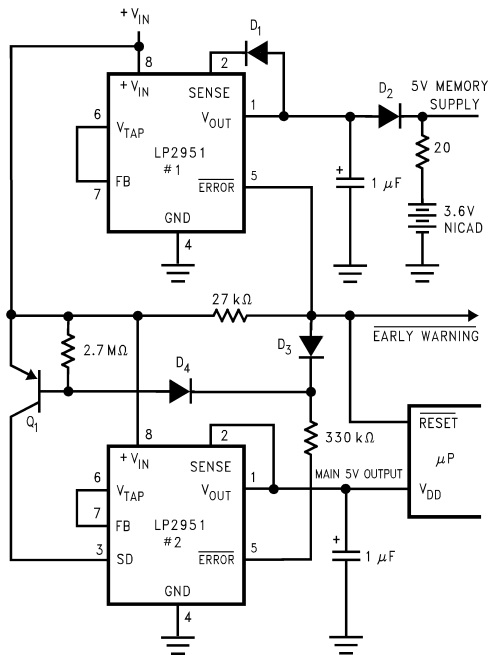 +VIN
D1
8
2
+VIN
SENSE
1
D2
5V MEMORY
SUPPLY
6
VTAP
VOUT
LP2951
#1
20
5
ERROR
+
1 μF
7
FB
3.6V
NICAD
GND
4
27 kΩ
EARLY WARNING
2.7 MΩ
D3
D4
Q1
8
2
330 kΩ
RESET
+VIN
SENSE
μP
6
VTAP
VOUT
1
MAIN 5V OUTPUT
VDD
7
FB
LP2951
#2
3
SD
ERROR
5
+
1 μF
GND
4